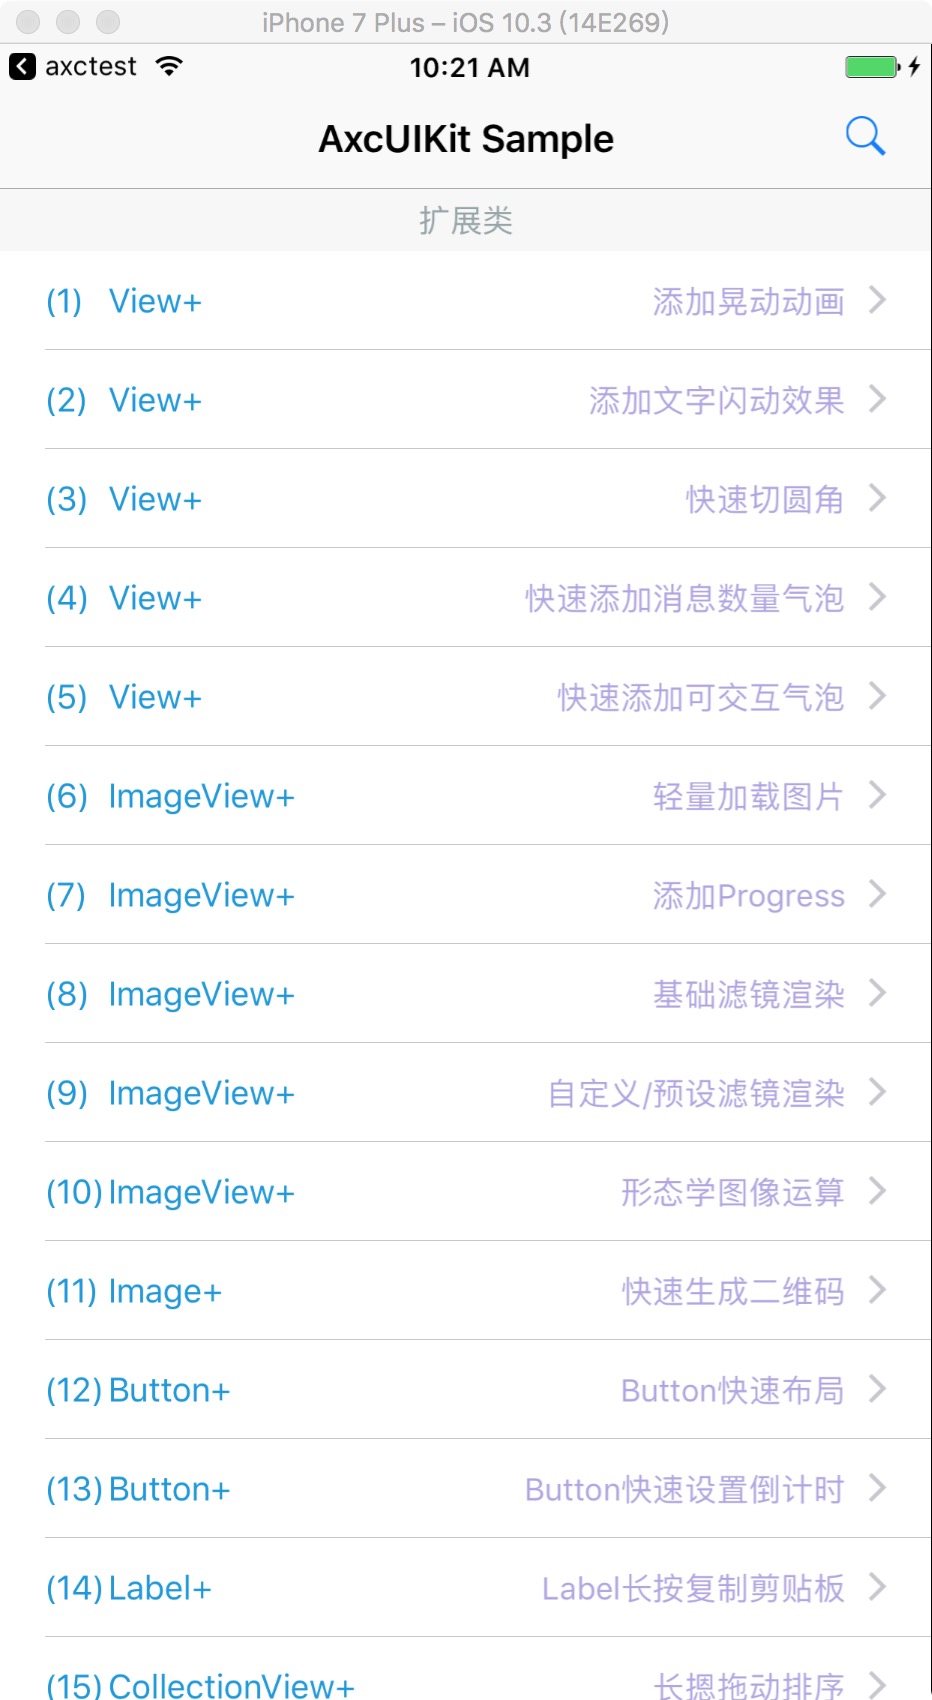 iPhone 7 Plus – iOS 10.3 (14E269)
axctest 10:21 AM
AxcUIKit Sample
扩展类
(1) View+ 添加晃动动画
(2) View+ 添加文字闪动效果
(3) View+ 快速切圆角
(4) View+ 快速添加消息数量气泡
(5) View+ 快速添加可交互气泡
(6) ImageView+ 轻量加载图片
(7) ImageView+ 添加Progress
(8) ImageView+ 基础滤镜渲染
(9) ImageView+ 自定义/预设滤镜渲染
(10) ImageView+ 形态学图像运算
(11) Image+ 快速生成二维码
(12) Button+ Button快速布局
(13) Button+ Button快速设置倒计时
(14) Label+ Label长按复制剪贴板
(15) CollectionView+ 长摁拖动排序